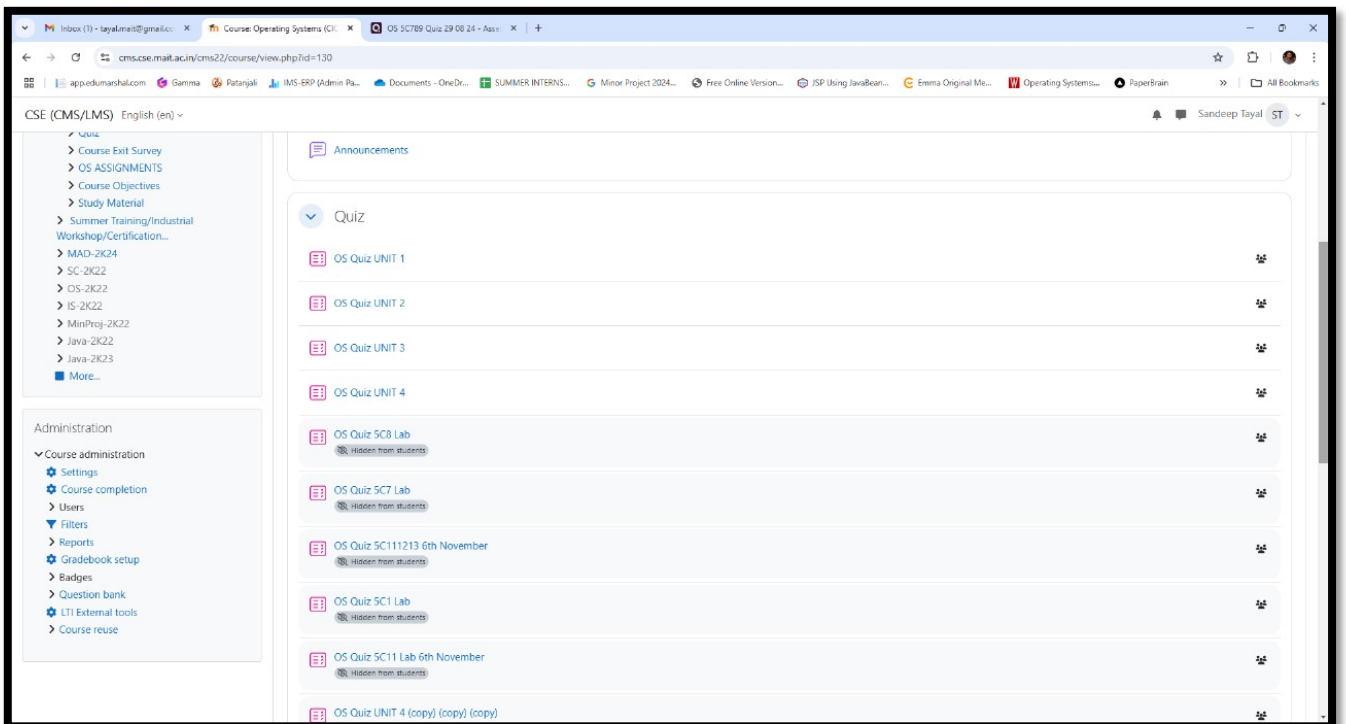 Inbox (1) - tayal.mait@gmail.co
Course: Operating Systems (CIC
OS 5C789 Quiz 29 08 24 - Asse
cms.cse.mait.ac.in/cms22/course/view.php?id=130
app.edumarshal.com
Gamma
Patanjali
IMS-ERP (Admin Pa...
Documents - OneDr...
SUMMER INTERNS...
Minor Project 2024...
Free Online Version...
JSP Using JavaBean...
Emma Original Me...
Operating Systems:...
PaperBrain
All Bookmarks
CSE (CMS/LMS) English (en)
Sandeep Tayal ST
Quiz
Course Exit Survey
OS ASSIGNMENTS
Course Objectives
Study Material
Summer Training/Industrial
Workshop/Certification...
MAD-2K24
SC-2K22
OS-2K22
IS-2K22
MinProj-2K22
Java-2K22
Java-2K23
More...
Administration
Course administration
Settings
Course completion
Users
Filters
Reports
Gradebook setup
Badges
Question bank
LTI External tools
Course reuse
Announcements
Quiz
OS Quiz UNIT 1
OS Quiz UNIT 2
OS Quiz UNIT 3
OS Quiz UNIT 4
OS Quiz 5C8 Lab
Hidden from students
OS Quiz 5C7 Lab
Hidden from students
OS Quiz 5C111213 6th November
Hidden from students
OS Quiz 5C1 Lab
Hidden from students
OS Quiz 5C11 Lab 6th November
Hidden from students
OS Quiz UNIT 4 (copy) (copy) (copy)